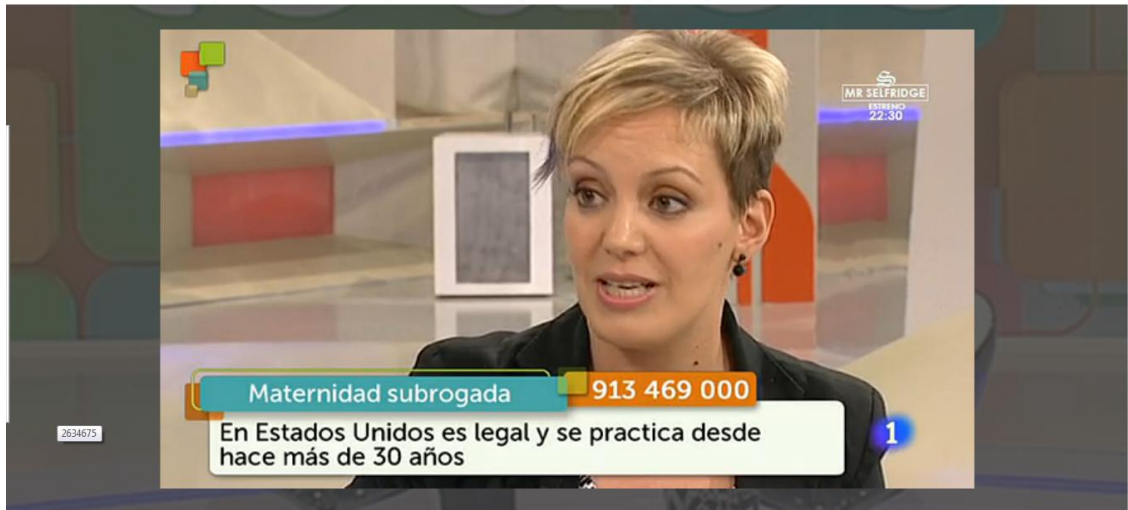 MR SELFRIDGE
ESTRENO
22:30
Maternidad subrogada
913 469 000
En Estados Unidos es legal y se practica desde
hace más de 30 años
1
2634675